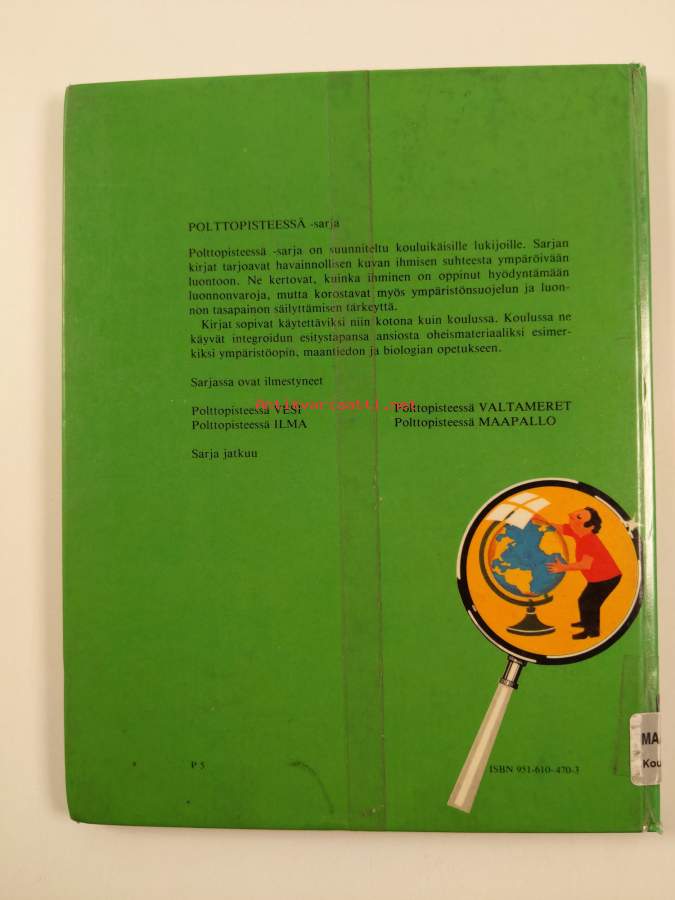 POLTTOPISTEESSÄ -sarja
Polttopisteessä -sarja on suunniteltu kouluikäisille lukijoille. Sarjan
kirjat tarjoavat havainnollisen kuvan ihmisen suhteesta ympäröivään
luontoon. Ne kertovat, kuinka ihminen on oppinut hyödyntämään
luonnonvaroja, mutta korostavat myös ympäristönsuojelun ja luon-
non tasapainon säilyttämisen tärkeyttä.
Kirjat sopivat käytettäviksi niin kotona kuin koulussa. Koulussa ne
käyvät integroidun esitystapansa ansiosta oheismateriaaliksi esimer-
kiksi ympäristöopin, maantiedon ja biologian opetukseen.
Sarjassa ovat ilmestyneet
Antikvariaatti.net
Polttopisteessä VESI Polttopisteessä VALTAMERET
Polttopisteessä ILMA Polttopisteessä MAAPALLO
Sarja jatkuu
P 5 ISBN 951-610-470-3
MA
Kou